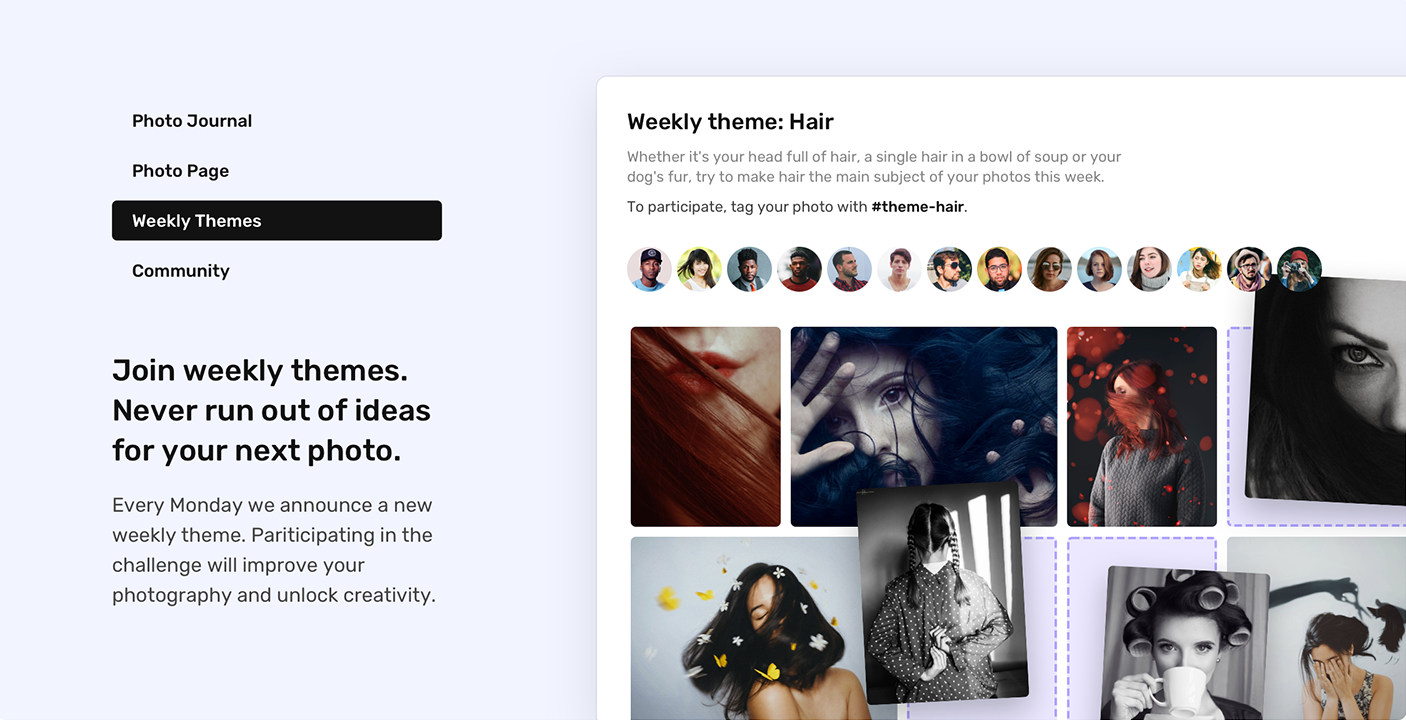 Photo Journal
Photo Page
Weekly Themes
Community
Join weekly themes.
Never run out of ideas
for your next photo.
Every Monday we announce a new
weekly theme. Pariticipating in the
challenge will improve your
photography and unlock creativity.
Weekly theme: Hair
Whether it's your head full of hair, a single hair in a bowl of soup or your
dog's fur, try to make hair the main subject of your photos this week.
To participate, tag your photo with #theme-hair.